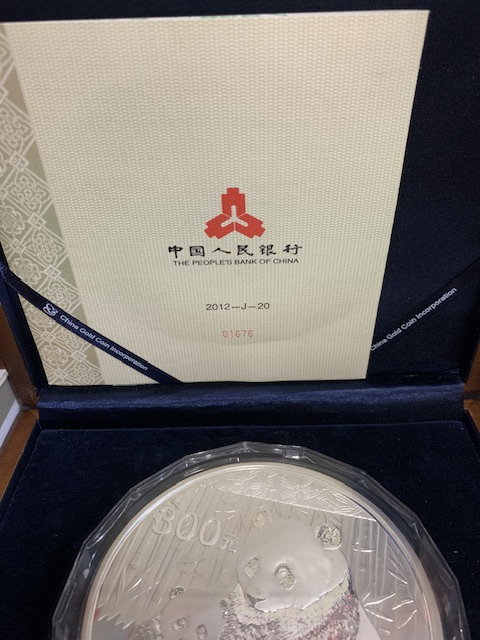 中国人民银行
THE PEOPLE'S BANK OF CHINA
2012—J—20
01676
China Gold Coin Incorporation
China Gold Coin Incorporation
300元